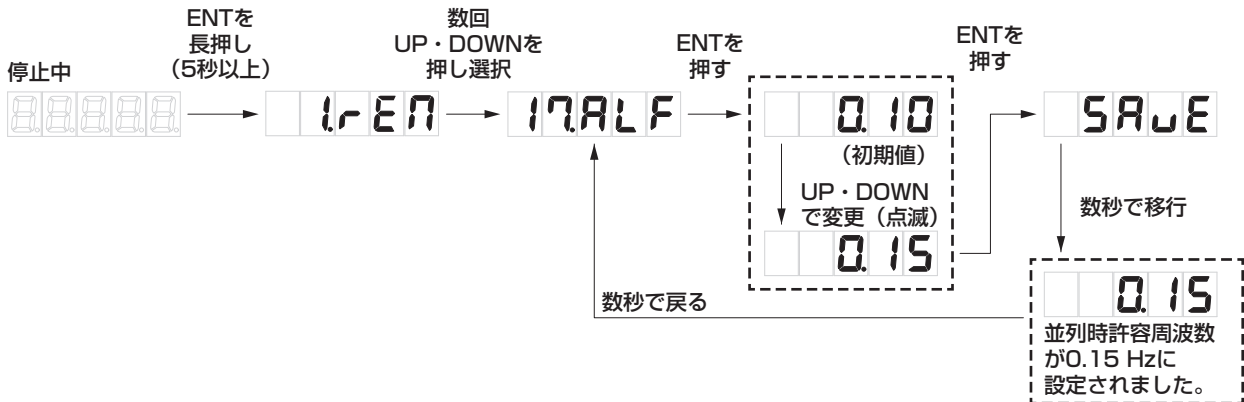 停止中
ENTを
長押し
（5秒以上）
1.rEM
数回
UP・DOWNを
押し選択
17.ALF
ENTを
押す
0.10
（初期値）
UP・DOWN
で変更（点滅）
0.15
ENTを
押す
SAvE
数秒で移行
0.15
並列時許容周波数
が0.15 Hzに
設定されました。
数秒で戻る